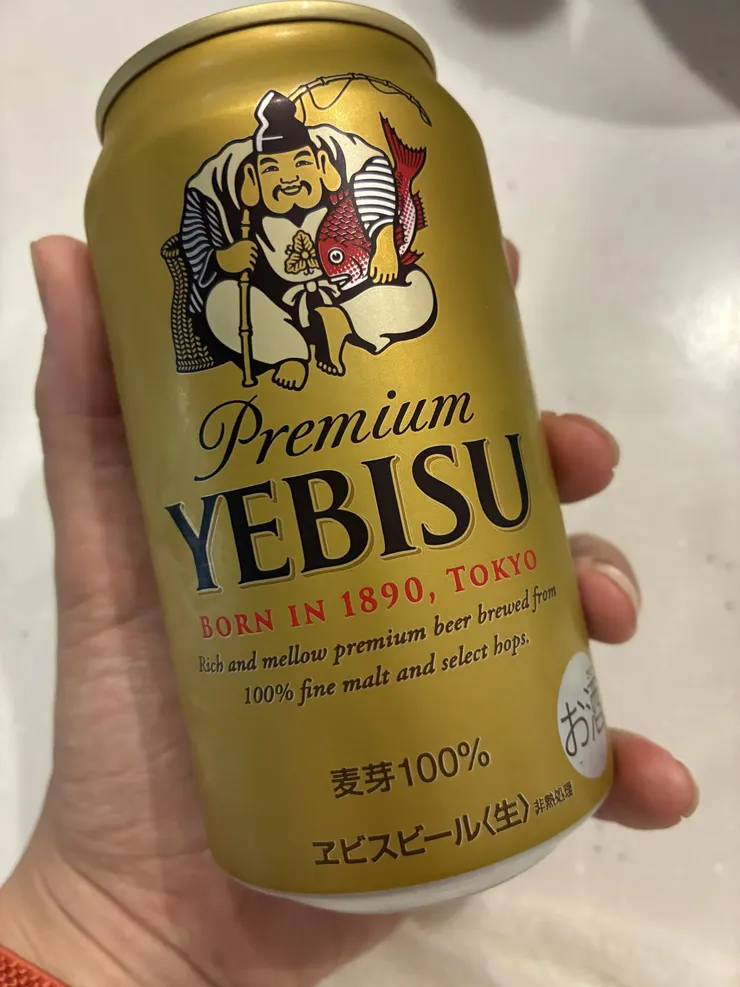 Premium
YEBISU
BORN IN 1890, TOKYO
Rich and mellow premium beer brewed from
100% fine malt and select hops.
お酒
麦芽100%
ヱビスビール〈生〉非熱処理